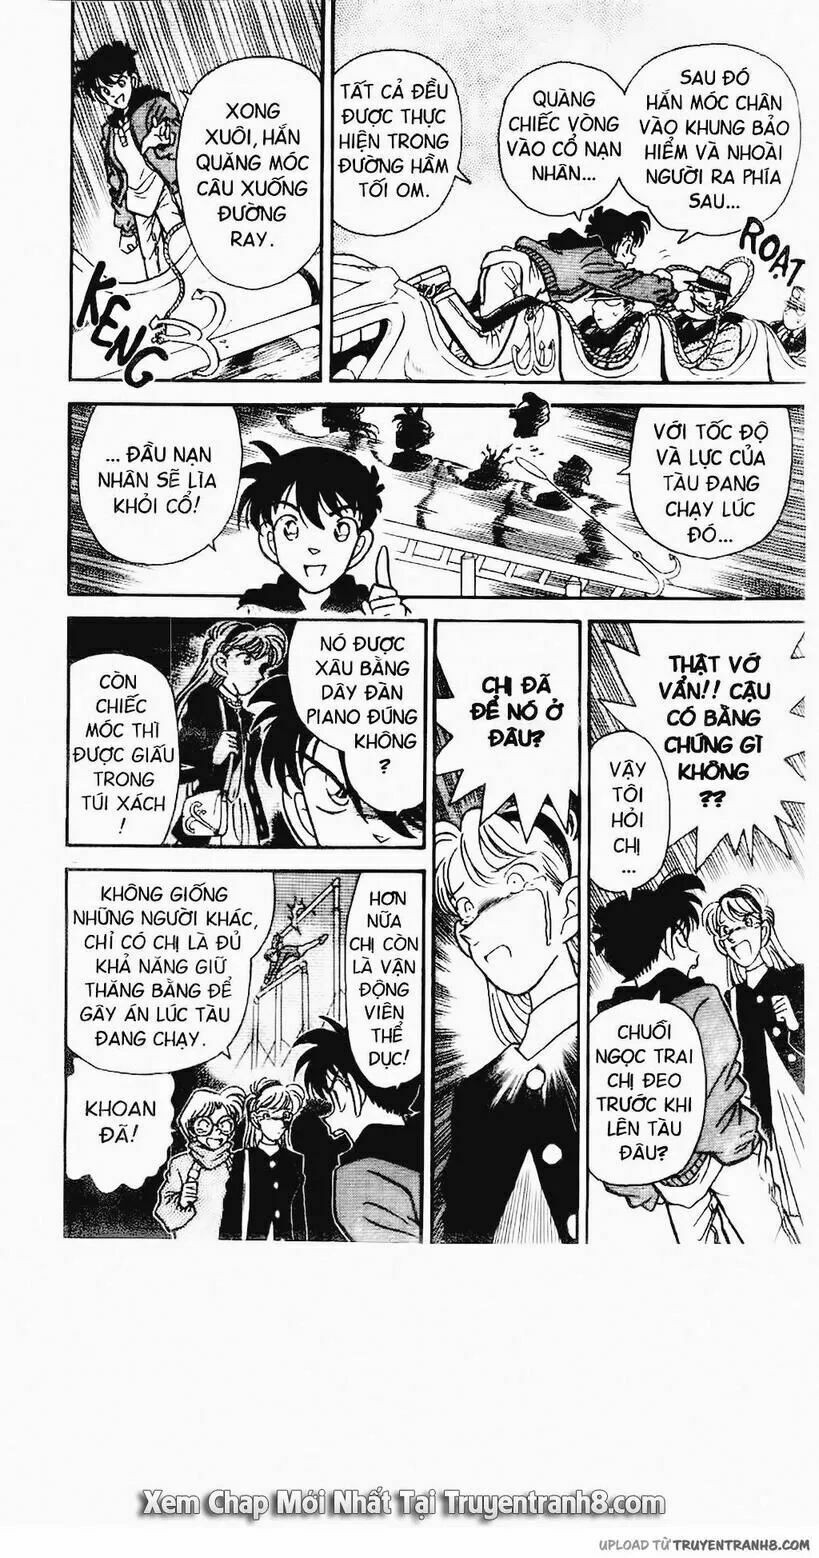 SAU ĐÓ
HẮN MÓC CHÂN
VÀO KHUNG BẢO
HIỂM VÀ NHOÀI
NGƯỜI RA PHÍA
SAU...
QUÀNG
CHIẾC VÒNG
VÀO CỔ NẠN
NHÂN...
TẤT CẢ ĐỀU
ĐƯỢC THỰC
HIỆN TRONG
ĐƯỜNG HẦM
TỐI OM.
ROẠT
XONG
XUÔI, HẮN
QUĂNG MÓC
CÂU XUỐNG
ĐƯỜNG
RAY.
KENG
VỚI TỐC ĐỘ
VÀ LỰC CỦA
TÀU ĐANG
CHẠY LÚC
ĐÓ...
... ĐẦU NẠN
NHÂN SẼ LÌA
KHỎI CỔ!
THẬT VỚ
VẨN!! CẬU
CÓ BẰNG
CHỨNG GÌ
KHÔNG
??
VẬY
TÔI
HỎI
CHỊ
...
CHUỖI
NGỌC TRAI
CHỊ ĐEO
TRƯỚC KHI
LÊN TÀU
ĐÂU?
CHỊ ĐÃ
ĐỂ NÓ Ở
ĐÂU?
NÓ ĐƯỢC
XÂU BẰNG
DÂY ĐÀN
PIANO ĐÚNG
KHÔNG
?
CÒN
CHIẾC
MÓC THÌ
ĐƯỢC GIẤU
TRONG
TÚI XÁCH
!
HƠN
NỮA
CHỊ CÒN
LÀ VẬN
ĐỘNG
VIÊN
THỂ
DỤC!
KHÔNG GIỐNG
NHỮNG NGƯỜI KHÁC,
CHỈ CÓ CHỊ LÀ ĐỦ
KHẢ NĂNG GIỮ
THĂNG BẰNG ĐỂ
GÂY ÁN LÚC TÀU
ĐANG CHẠY.
KHOAN
ĐÃ!
Xem Chap Mới Nhất Tại Truyentranh8.com
UPLOAD TỪ TRUYENTRANH8.COM